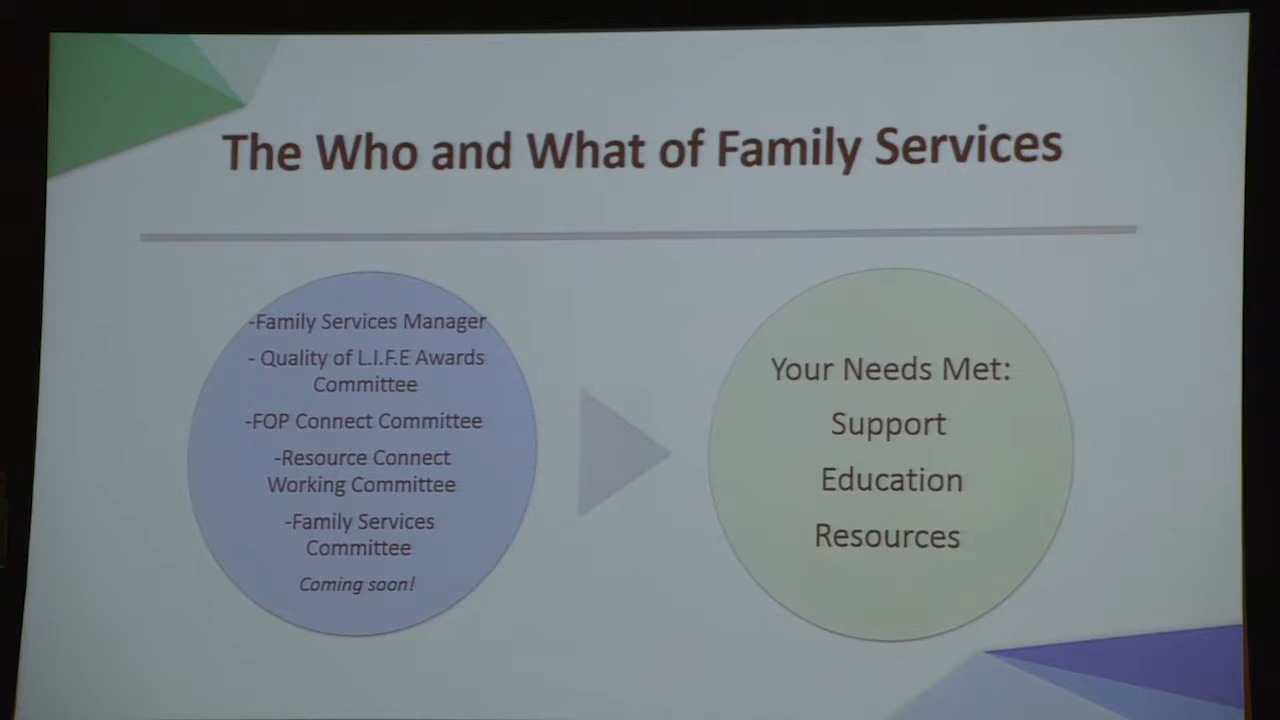 The Who and What of Family Services
-Family Services Manager
- Quality of L.I.F.E Awards
Committee
-FOP Connect Committee
-Resource Connect
Working Committee
-Family Services
Committee
Coming soon!
Your Needs Met:
Support
Education
Resources